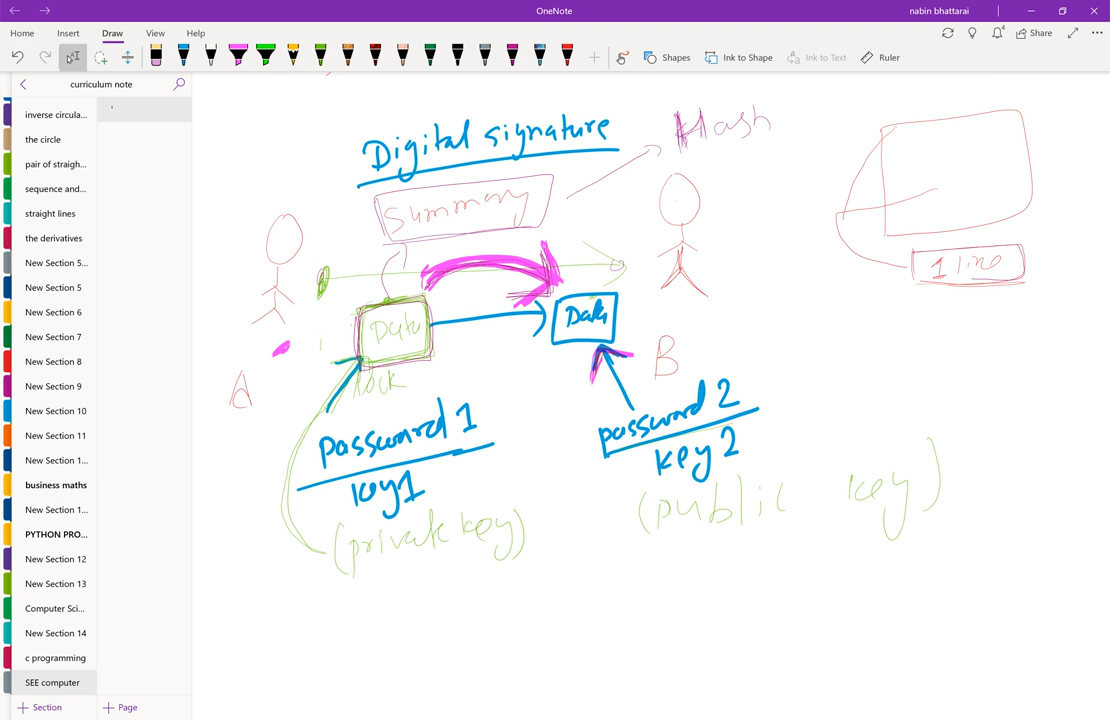 OneNote
nabin bhattarai
Home Insert Draw View Help
4
Share
Shapes
Ink to Shape
Ink to Text
Ruler
curriculum note
inverse circula...
the circle
pair of straigh...
sequence and...
straight lines
the derivatives
New Section 5...
New Section 5
New Section 6
New Section 7
New Section 8
New Section 9
New Section 10
New Section 11
New Section 1...
business maths
New Section 1...
PYTHON PRO...
New Section 12
New Section 13
Computer Sci...
New Section 14
c programming
SEE computer
Section
Page
Digital signature
Hash
Summary
1 line
Data
Data
A
B
lock
password 1
key1
(private key)
password 2
key 2
(public key)